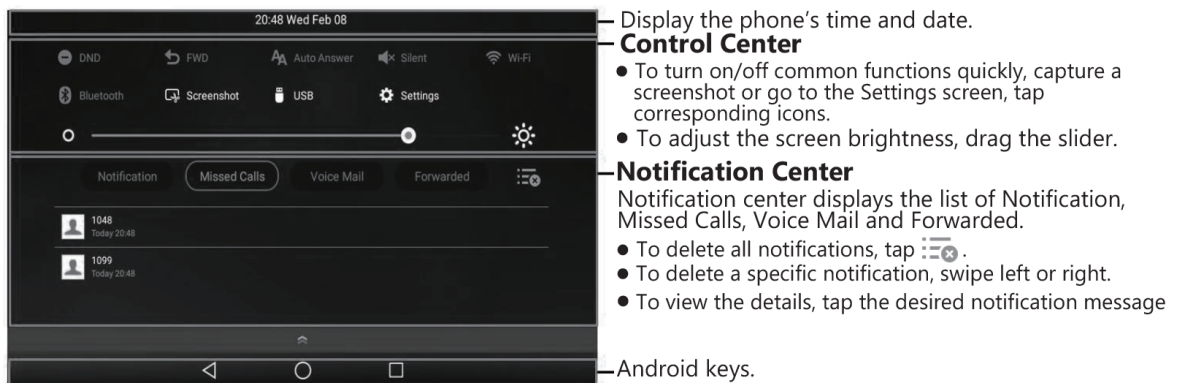 20:48 Wed Feb 08
DND FWD Auto Answer Silent Wi-Fi
Bluetooth Screenshot USB Settings
Notification Missed Calls Voice Mail Forwarded
1048
Today 20:48
1099
Today 20:48
Display the phone's time and date.
Control Center
• To turn on/off common functions quickly, capture a
screenshot or go to the Settings screen, tap
corresponding icons.
• To adjust the screen brightness, drag the slider.
Notification Center
Notification center displays the list of Notification,
Missed Calls, Voice Mail and Forwarded.
• To delete all notifications, tap .
• To delete a specific notification, swipe left or right.
• To view the details, tap the desired notification message
Android keys.